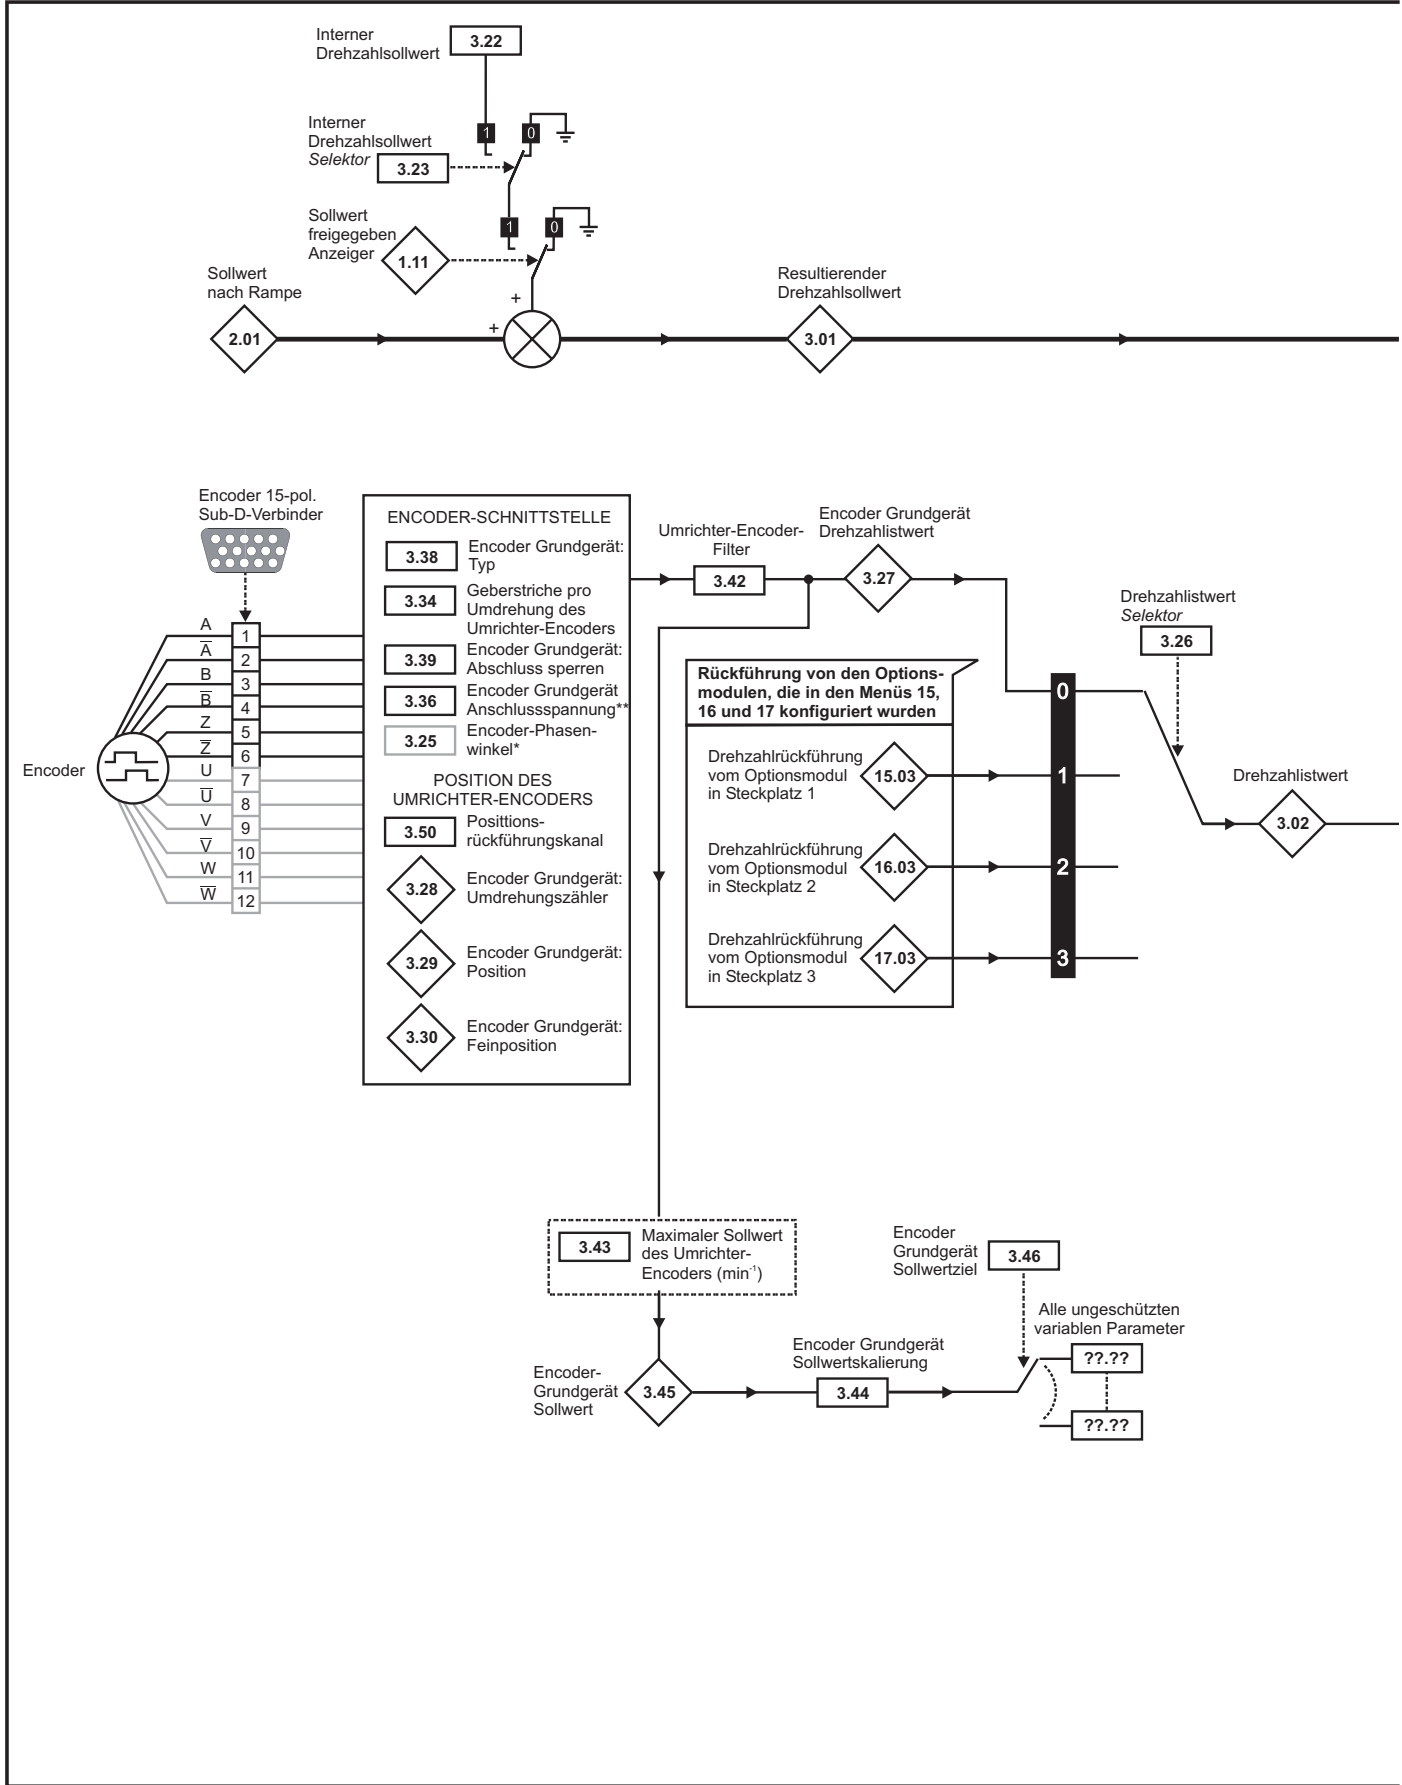 Interner
Drehzahlsollwert
3.22
1
0
Interner
Drehzahlsollwert
Selektor
3.23
1
0
Sollwert
freigegeben
Anzeiger
1.11
Sollwert
nach Rampe
2.01
+
+
Resultierender
Drehzahlsollwert
3.01
Encoder 15-pol.
Sub-D-Verbinder
Encoder
A
1
A̅
2
B
3
B̅
4
Z
5
Z̅
6
U
7
U̅
8
V
9
V̅
10
W
11
W̅
12
ENCODER-SCHNITTSTELLE
3.38
Encoder Grundgerät:
Typ
3.34
Geberstriche pro
Umdrehung des
Umrichter-Encoders
3.39
Encoder Grundgerät:
Abschluss sperren
3.36
Encoder Grundgerät
Anschlussspannung**
3.25
Encoder-Phasen-
winkel*
POSITION DES
UMRICHTER-ENCODERS
3.50
Posittions-
rückführungskanal
3.28
Encoder Grundgerät:
Umdrehungszähler
3.29
Encoder Grundgerät:
Position
3.30
Encoder Grundgerät:
Feinposition
Umrichter-Encoder-
Filter
3.42
Encoder Grundgerät
Drehzahlistwert
3.27
Rückführung von den Options-
modulen, die in den Menüs 15,
16 und 17 konfiguriert wurden
Drehzahlrückführung
vom Optionsmodul
in Steckplatz 1
15.03
Drehzahlrückführung
vom Optionsmodul
in Steckplatz 2
16.03
Drehzahlrückführung
vom Optionsmodul
in Steckplatz 3
17.03
0
1
2
3
Drehzahlistwert
Selektor
3.26
Drehzahlistwert
3.02
3.43
Maximaler Sollwert
des Umrichter-
Encoders (min⁻¹)
Encoder-
Grundgerät
Sollwert
3.45
Encoder Grundgerät
Sollwertskalierung
3.44
Encoder
Grundgerät
Sollwertziel
3.46
Alle ungeschützten
variablen Parameter
??.??
??.??